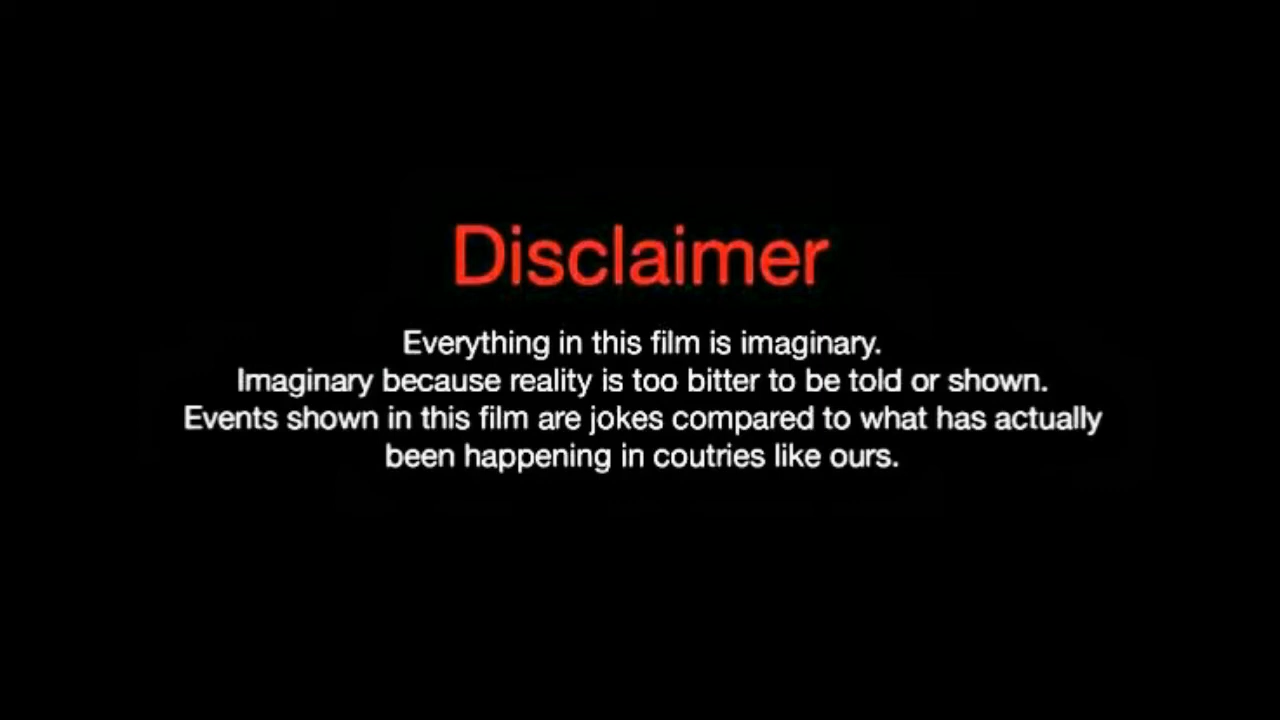 Disclaimer
Everything in this film is imaginary.
Imaginary because reality is too bitter to be told or shown.
Events shown in this film are jokes compared to what has actually
been happening in coutries like ours.